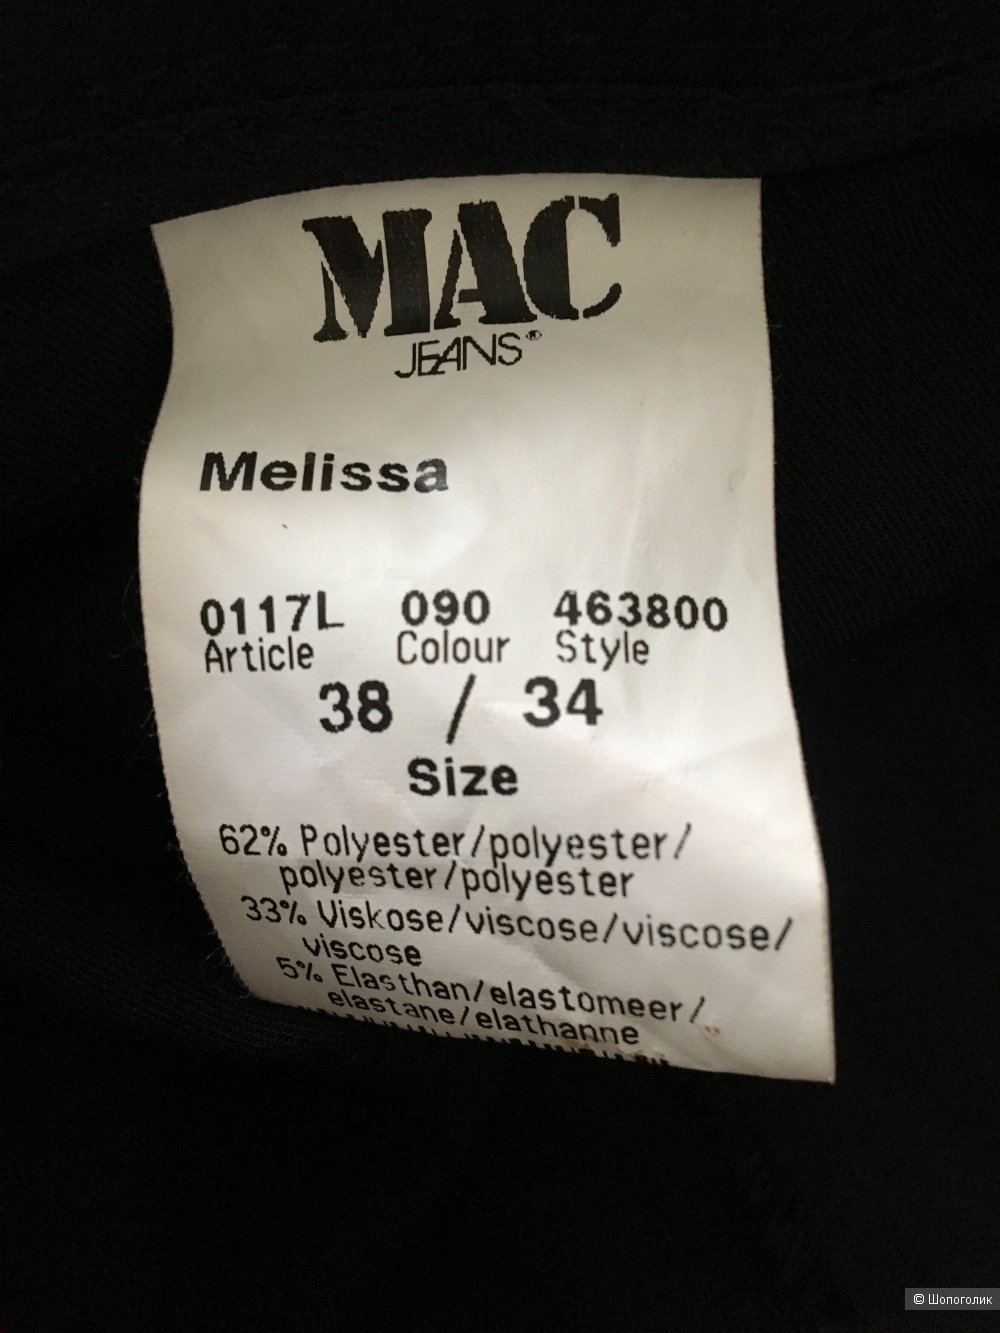 MAC
JEANS®
Melissa
0117L 090 463800
Article Colour Style
38 / 34
Size
62% Polyester/polyester/
polyester/polyester
33% Viskose/viscose/viscose/
viscose
5% Elasthan/elastomeer/
elastane/elathanne
© Шопоголик